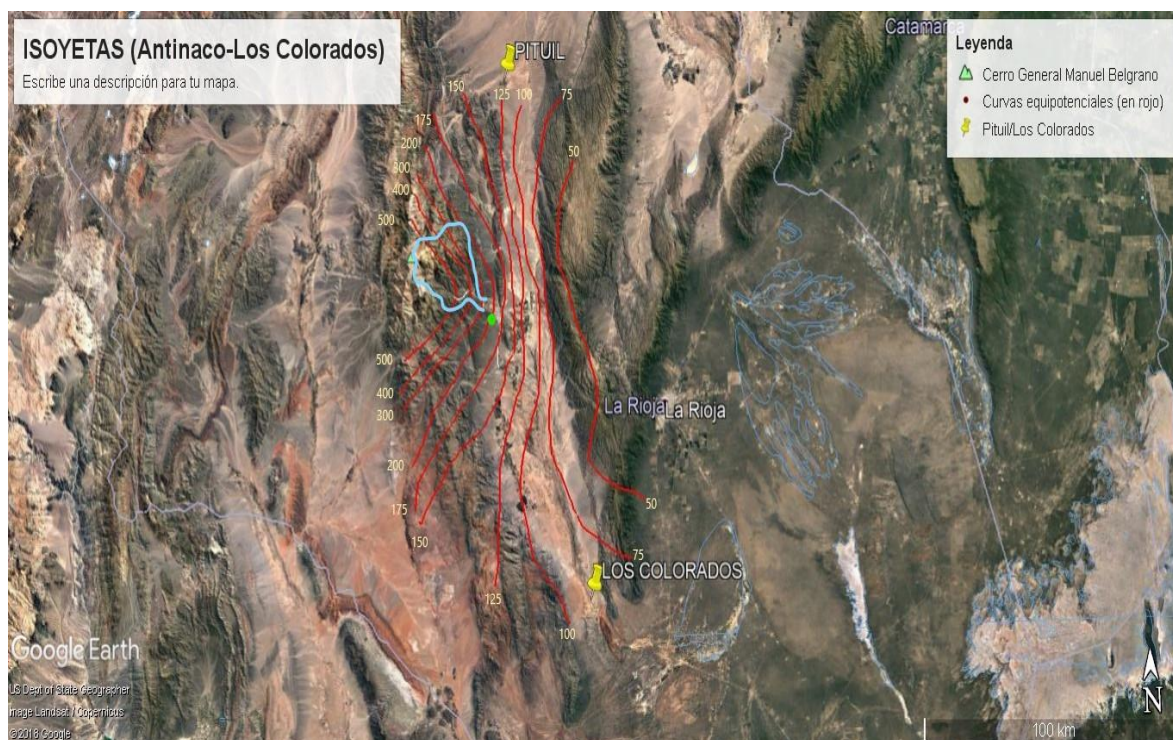 ISOYETAS (Antinaco-Los Colorados)
Escribe una descripción para tu mapa.
PITUIL
Catamarca
Leyenda
Cerro General Manuel Belgrano
Curvas equipotenciales (en rojo)
Pituil/Los Colorados
150
125
100
75
175
200
300
400
500
50
La Rioja
La Rioja
500
400
300
200
175
150
125
100
75
50
LOS COLORADOS
Google Earth
US Dept of State Geographer
Image Landsat / Copernicus
©2018 Google
100 km
N